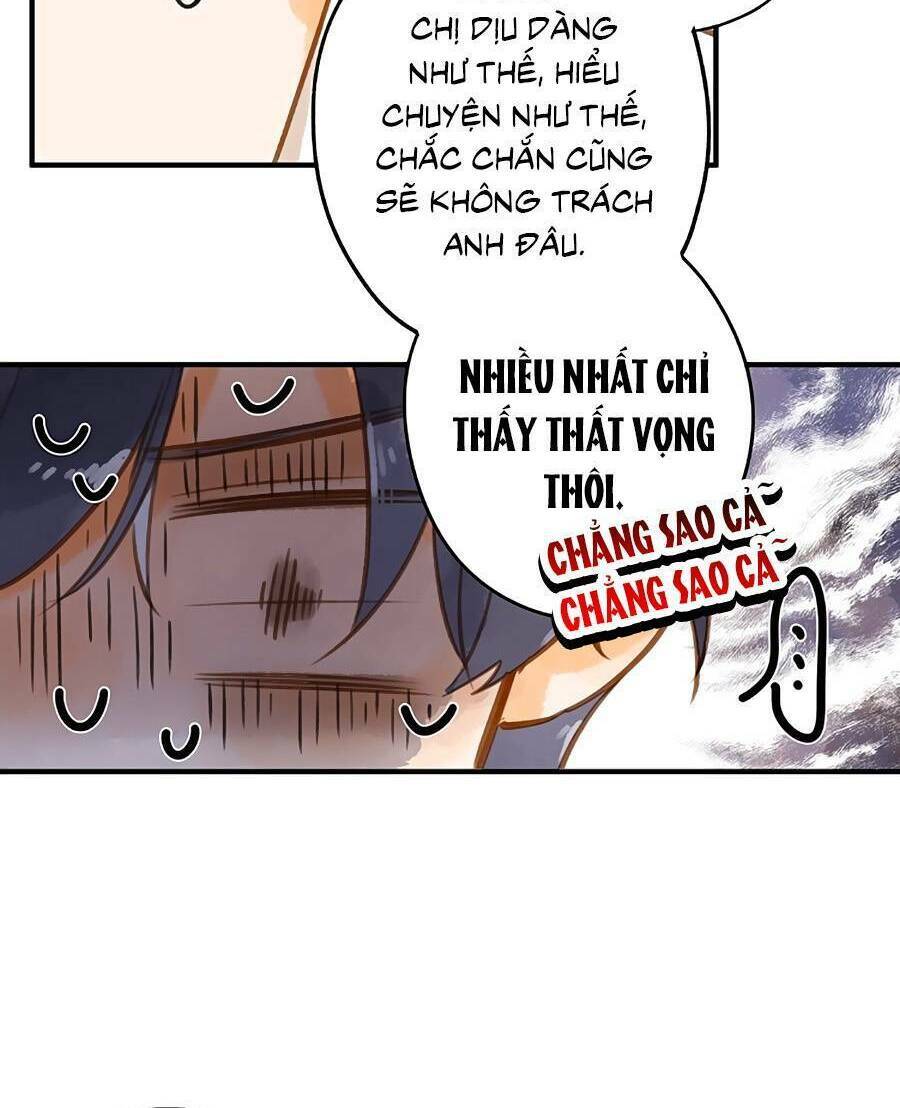 CHỊ DỊU DÀNG
NHƯ THẾ, HIỂU
CHUYỆN NHƯ THẾ,
CHẮC CHẮN CŨNG
SẼ KHÔNG TRÁCH
ANH ĐÂU.
NHIỀU NHẤT CHỈ
THẤY THẤT VỌNG
THÔI.
CHẲNG SAO CẢ~
CHẲNG SAO CẢ~